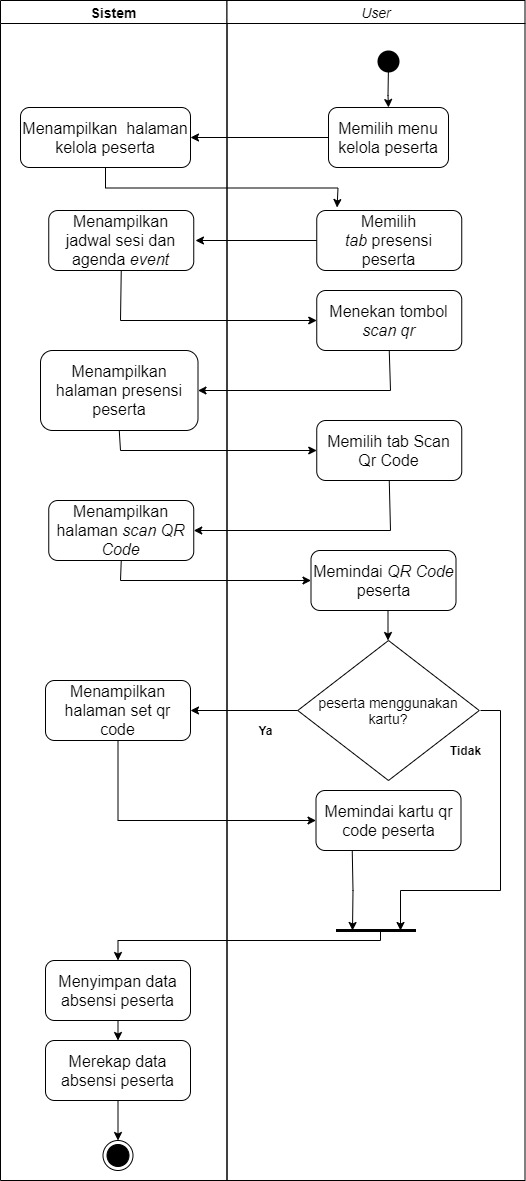 Sistem
User
Memilih menu
kelola peserta
Menampilkan halaman
kelola peserta
Memilih
tab presensi
peserta
Menampilkan
jadwal sesi dan
agenda event
Menekan tombol
scan qr
Menampilkan
halaman presensi
peserta
Memilih tab Scan
Qr Code
Menampilkan
halaman scan QR
Code
Memindai QR Code
peserta
peserta menggunakan
kartu?
Ya
Tidak
Menampilkan
halaman set qr
code
Memindai kartu qr
code peserta
Menyimpan data
absensi peserta
Merekap data
absensi peserta